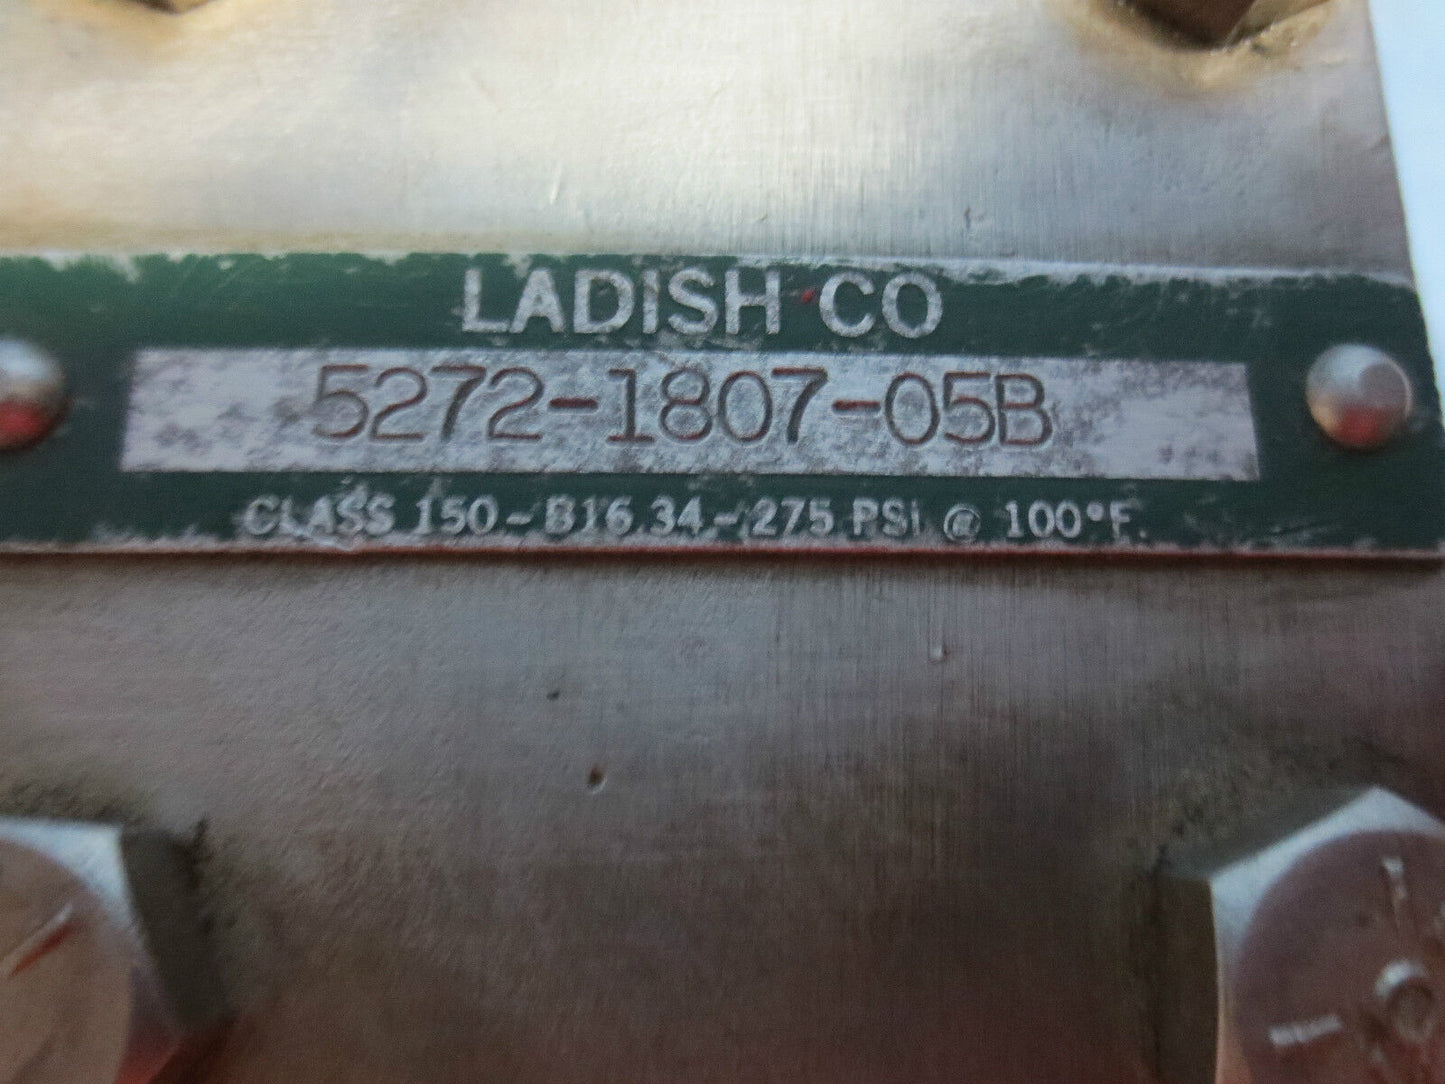 LADISH CO
5272-1807-05B
CLASS 150-B16.34-275 PSI @ 100°F.